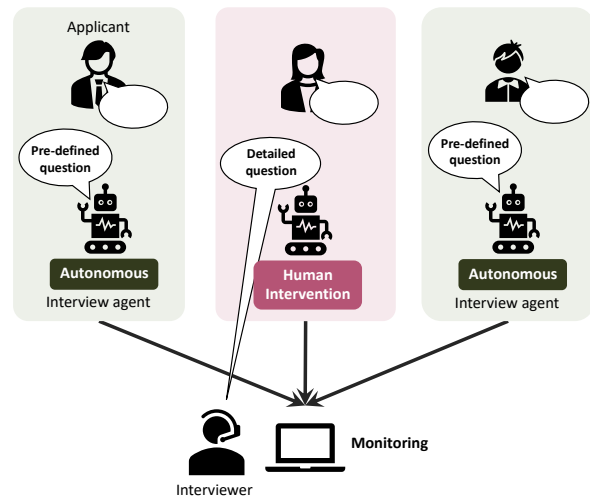 Applicant
Pre-defined
question
Autonomous
Interview agent
Detailed
question
Human
Intervention
Pre-defined
question
Autonomous
Interview agent
Monitoring
Interviewer